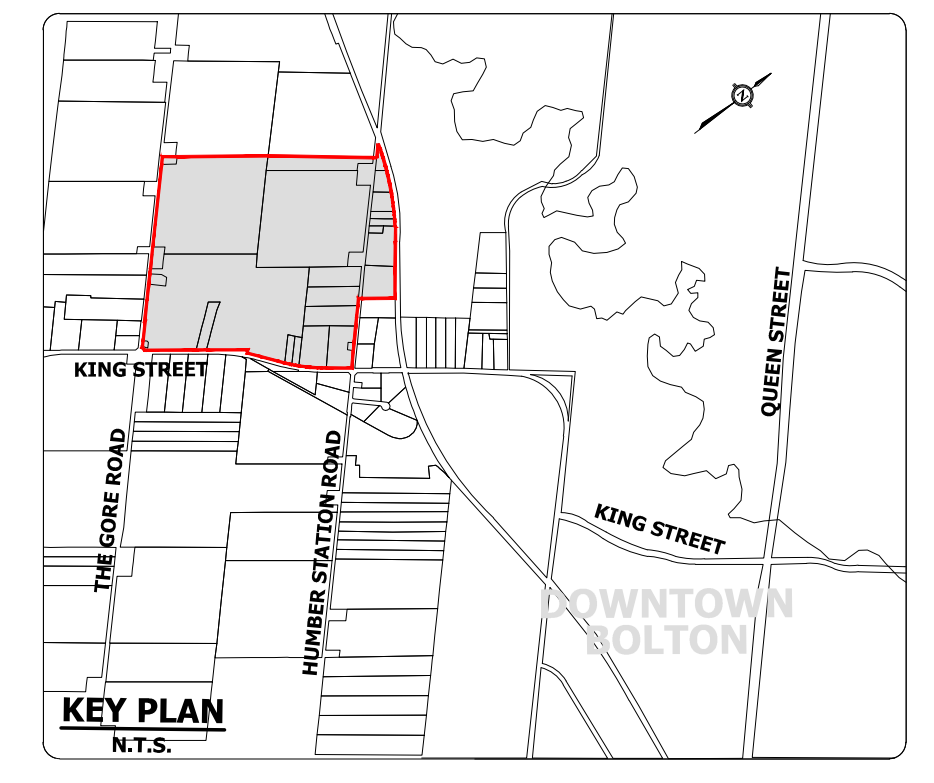 N
QUEEN STREET
KING STREET
THE GORE ROAD
HUMBER STATION ROAD
KING STREET
DOWNTOWN
BOLTON
KEY PLAN
N.T.S.